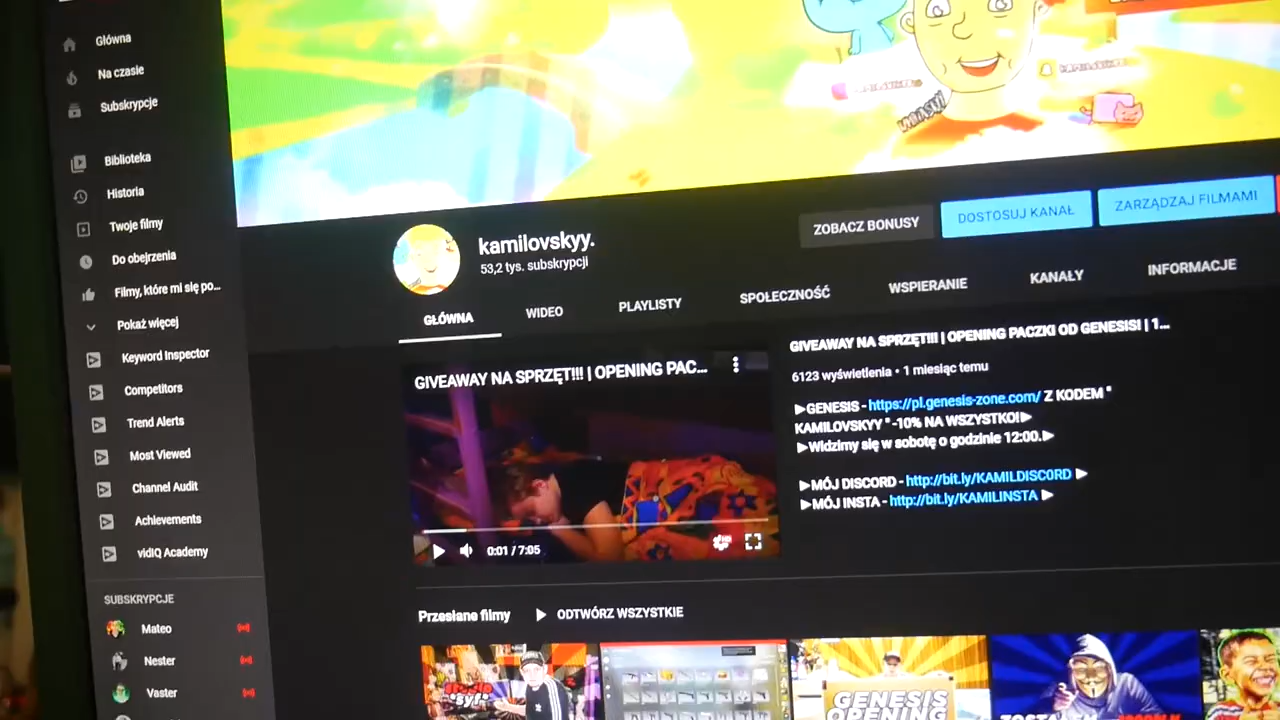 Główna
Na czasie
Subskrypcje
Biblioteka
Historia
Twoje filmy
Do obejrzenia
Filmy, które mi się po...
Pokaż więcej
Keyword Inspector
Competitors
Trend Alerts
Most Viewed
Channel Audit
Achievements
vidIQ Academy
SUBSKRYPCJE
Mateo
Nester
Vaster
WIASY!
kamilovskyy.
53,2 tys. subskrypcji
ZOBACZ BONUSY
DOSTOSUJ KANAŁ
ZARZĄDZAJ FILMAMI
GŁÓWNA
WIDEO
PLAYLISTY
SPOŁECZNOŚĆ
WSPIERANIE
KANAŁY
INFORMACJE
GIVEAWAY NA SPRZĘT!!! | OPENING PAC...
0:01 / 7:05
GIVEAWAY NA SPRZĘT!!! | OPENING PACZKI OD GENESIS! | 1...
6123 wyświetlenia • 1 miesiąc temu
▶GENESIS - https://pl.genesis-zone.com/ Z KODEM "
KAMILOVSKYY " -10% NA WSZYSTKO!▶
▶Widzimy się w sobotę o godzinie 12:00.▶
▶MÓJ DISCORD - http://bit.ly/KAMILDISC0RD ▶
▶MÓJ INSTA - http://bit.ly/KAMILINSTA ▶
Przesłane filmy
ODTWÓRZ WSZYSTKIE
GENESIS
OPENING